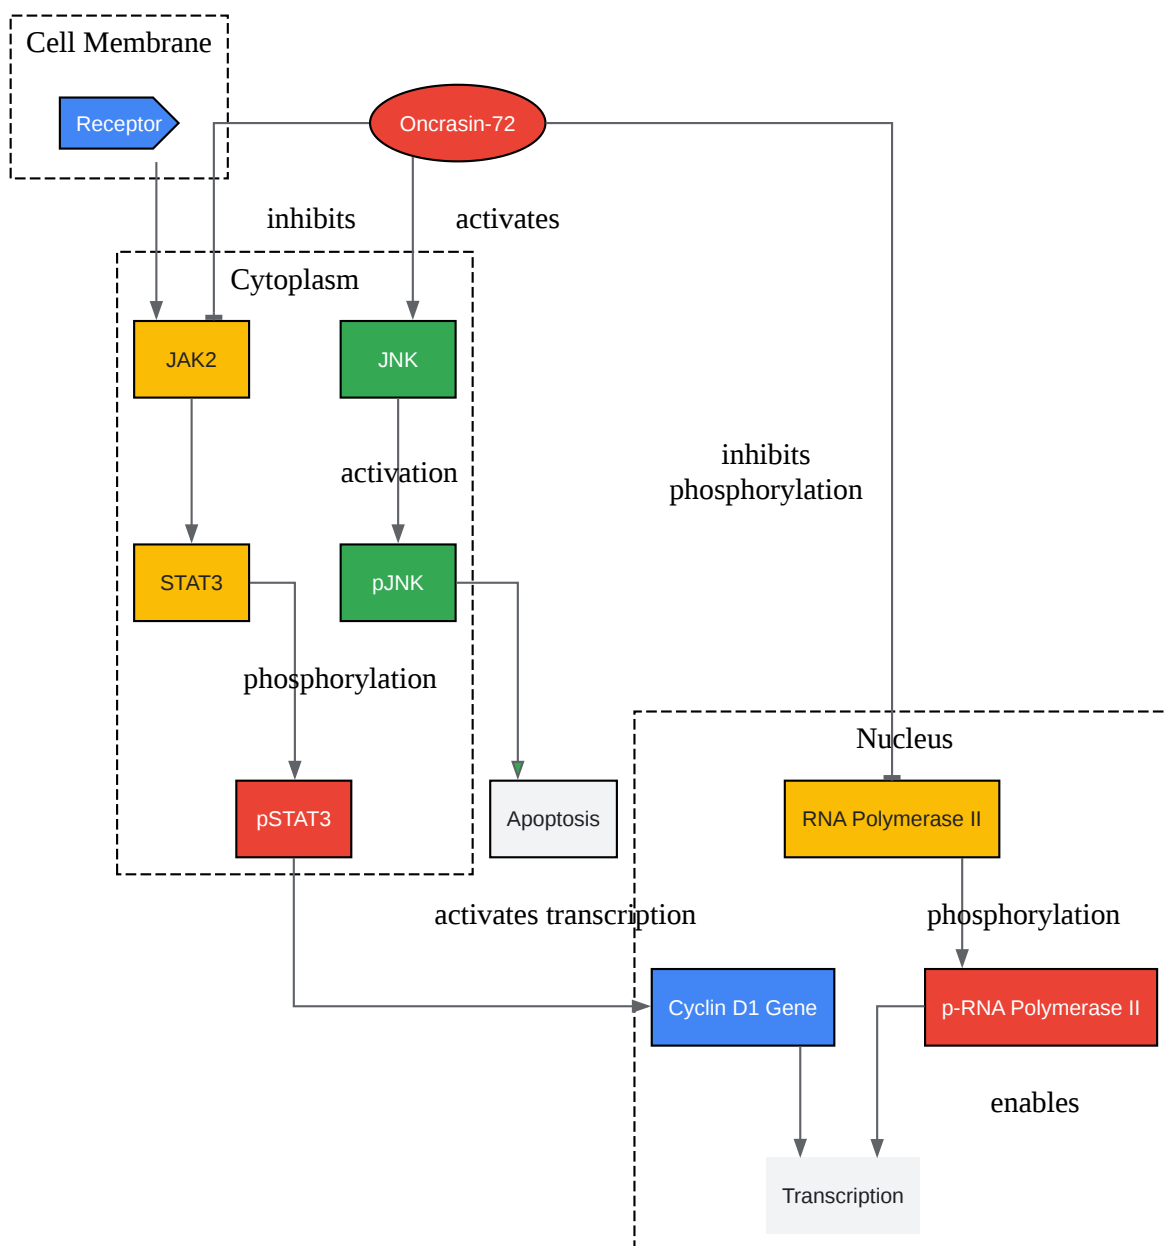 Cell Membrane
Receptor
Oncrasin-72
inhibits
activates
Cytoplasm
JAK2
JNK
activation
inhibits
phosphorylation
STAT3
pJNK
phosphorylation
Nucleus
pSTAT3
Apoptosis
RNA Polymerase II
activates transcription
phosphorylation
Cyclin D1 Gene
p-RNA Polymerase II
enables
Transcription